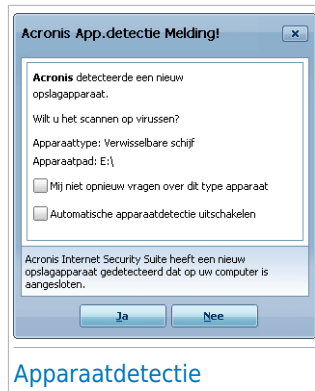 Acronis App.detectie Melding!
Acronis detecteerde een nieuw
opslagapparaat.
Wilt u het scannen op virussen?
Apparaattype: Verwisselbare schijf
Apparaatpad: E:\
Mij niet opnieuw vragen over dit type apparaat
Automatische apparaatdetectie uitschakelen
Acronis Internet Security Suite heeft een nieuw
opslagapparaat gedetecteerd dat op uw computer is
aangesloten.
Ja
Nee
Apparaatdetectie